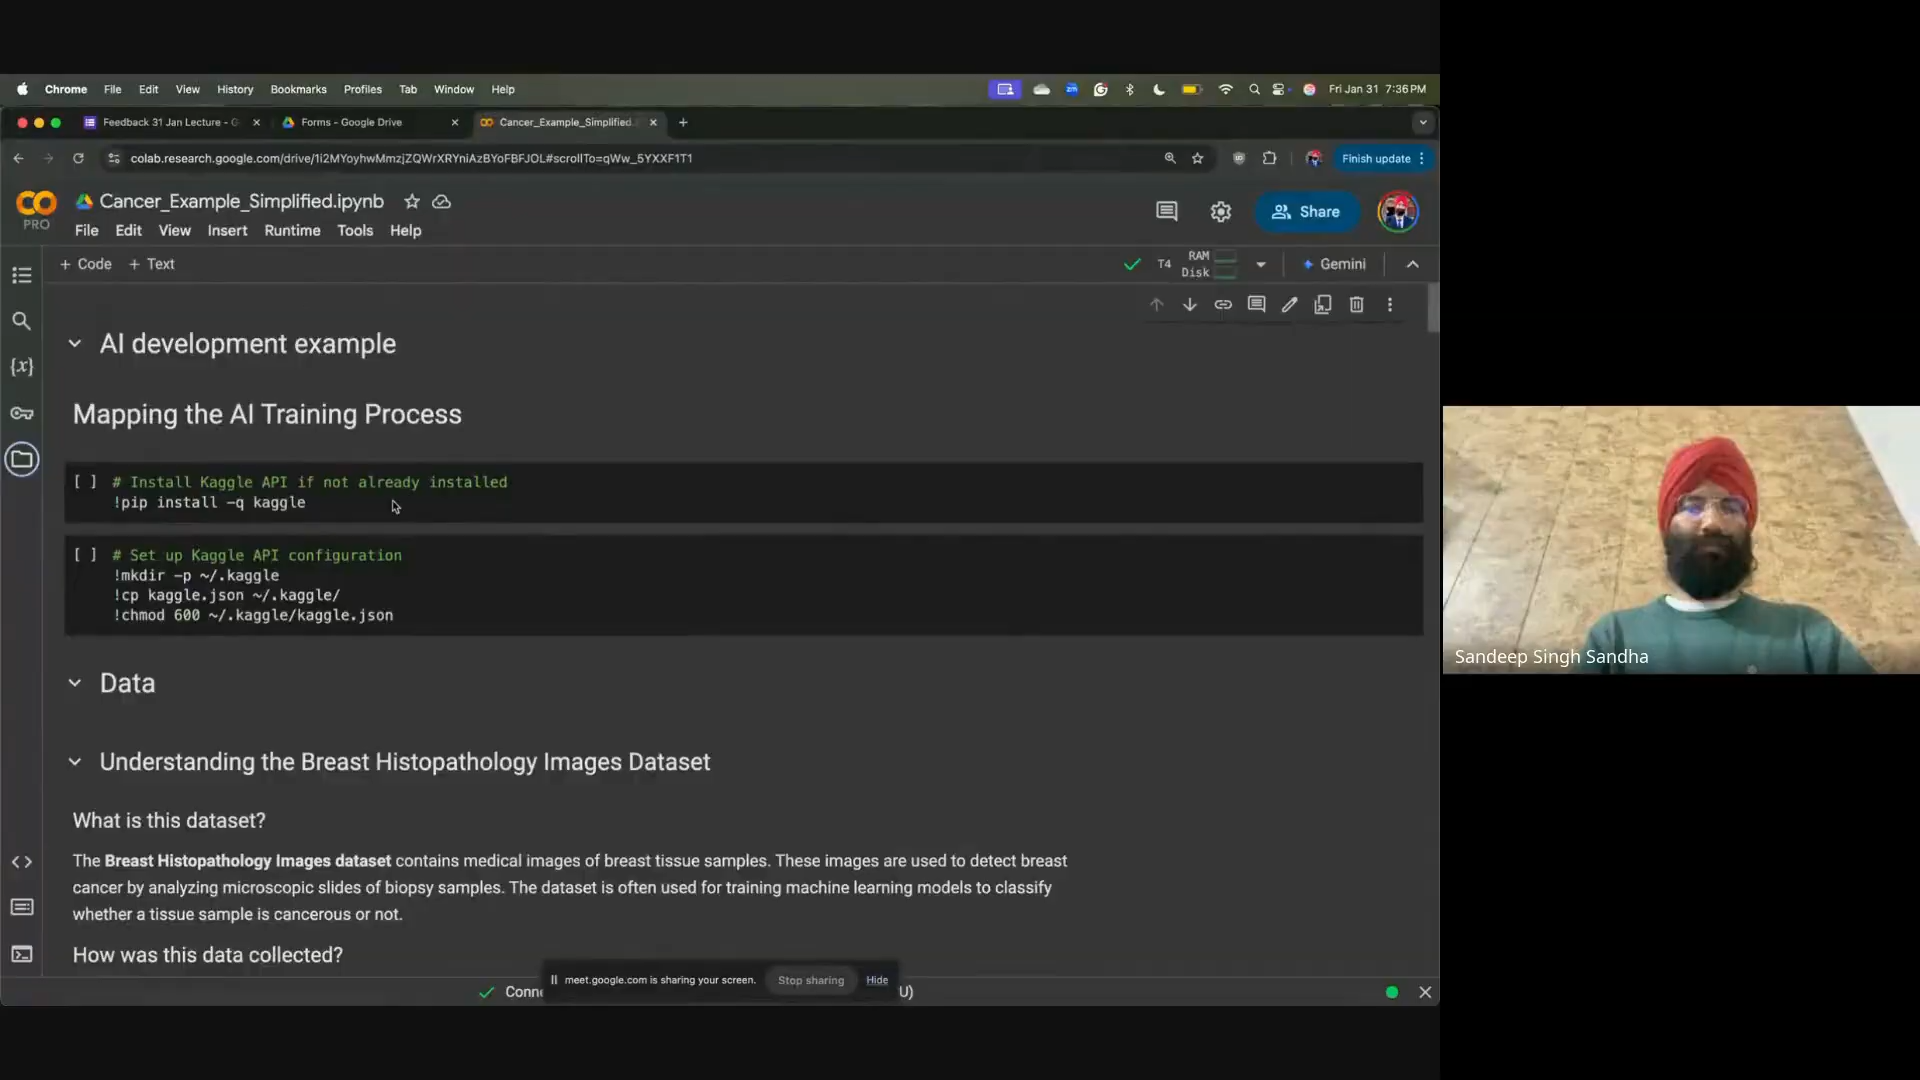 Chrome File Edit View History Bookmarks Profiles Tab Window Help
zm
Fri Jan 31 7:36 PM
Feedback 31 Jan Lecture - G
Forms - Google Drive
Cancer_Example_Simplified.
colab.research.google.com/drive/1i2MYoyhwMmzjZQWrXRYniAzBYoFBFJOL#scrollTo=qWw_5YXXF1T1
Finish update
CO
PRO
Cancer_Example_Simplified.ipynb
Share
File Edit View Insert Runtime Tools Help
+ Code + Text
T4
RAM
Disk
Gemini
{x}
AI development example
Mapping the AI Training Process
[ ] # Install Kaggle API if not already installed
!pip install -q kaggle
[ ] # Set up Kaggle API configuration
!mkdir -p ~/.kaggle
!cp kaggle.json ~/.kaggle/
!chmod 600 ~/.kaggle/kaggle.json
Data
Understanding the Breast Histopathology Images Dataset
What is this dataset?
The Breast Histopathology Images dataset contains medical images of breast tissue samples. These images are used to detect breast
cancer by analyzing microscopic slides of biopsy samples. The dataset is often used for training machine learning models to classify
whether a tissue sample is cancerous or not.
How was this data collected?
meet.google.com is sharing your screen. Stop sharing Hide
Conne
U)
Sandeep Singh Sandha